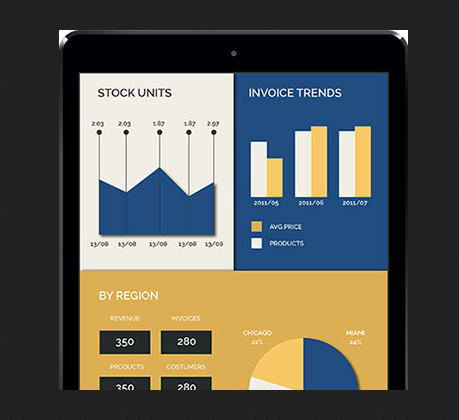 STOCK UNITS
2.03 2.03 1.87 1.87 2.97
13/08 13/08 13/08 13/08 13/08
INVOICE TRENDS
2011/05 2011/06 2011/07
AVG PRICE
PRODUCTS
BY REGION
REVENUE INVOICES
350 280
PRODUCTS COSTUMERS
350 280
CHICAGO MIAMI
21% 24%